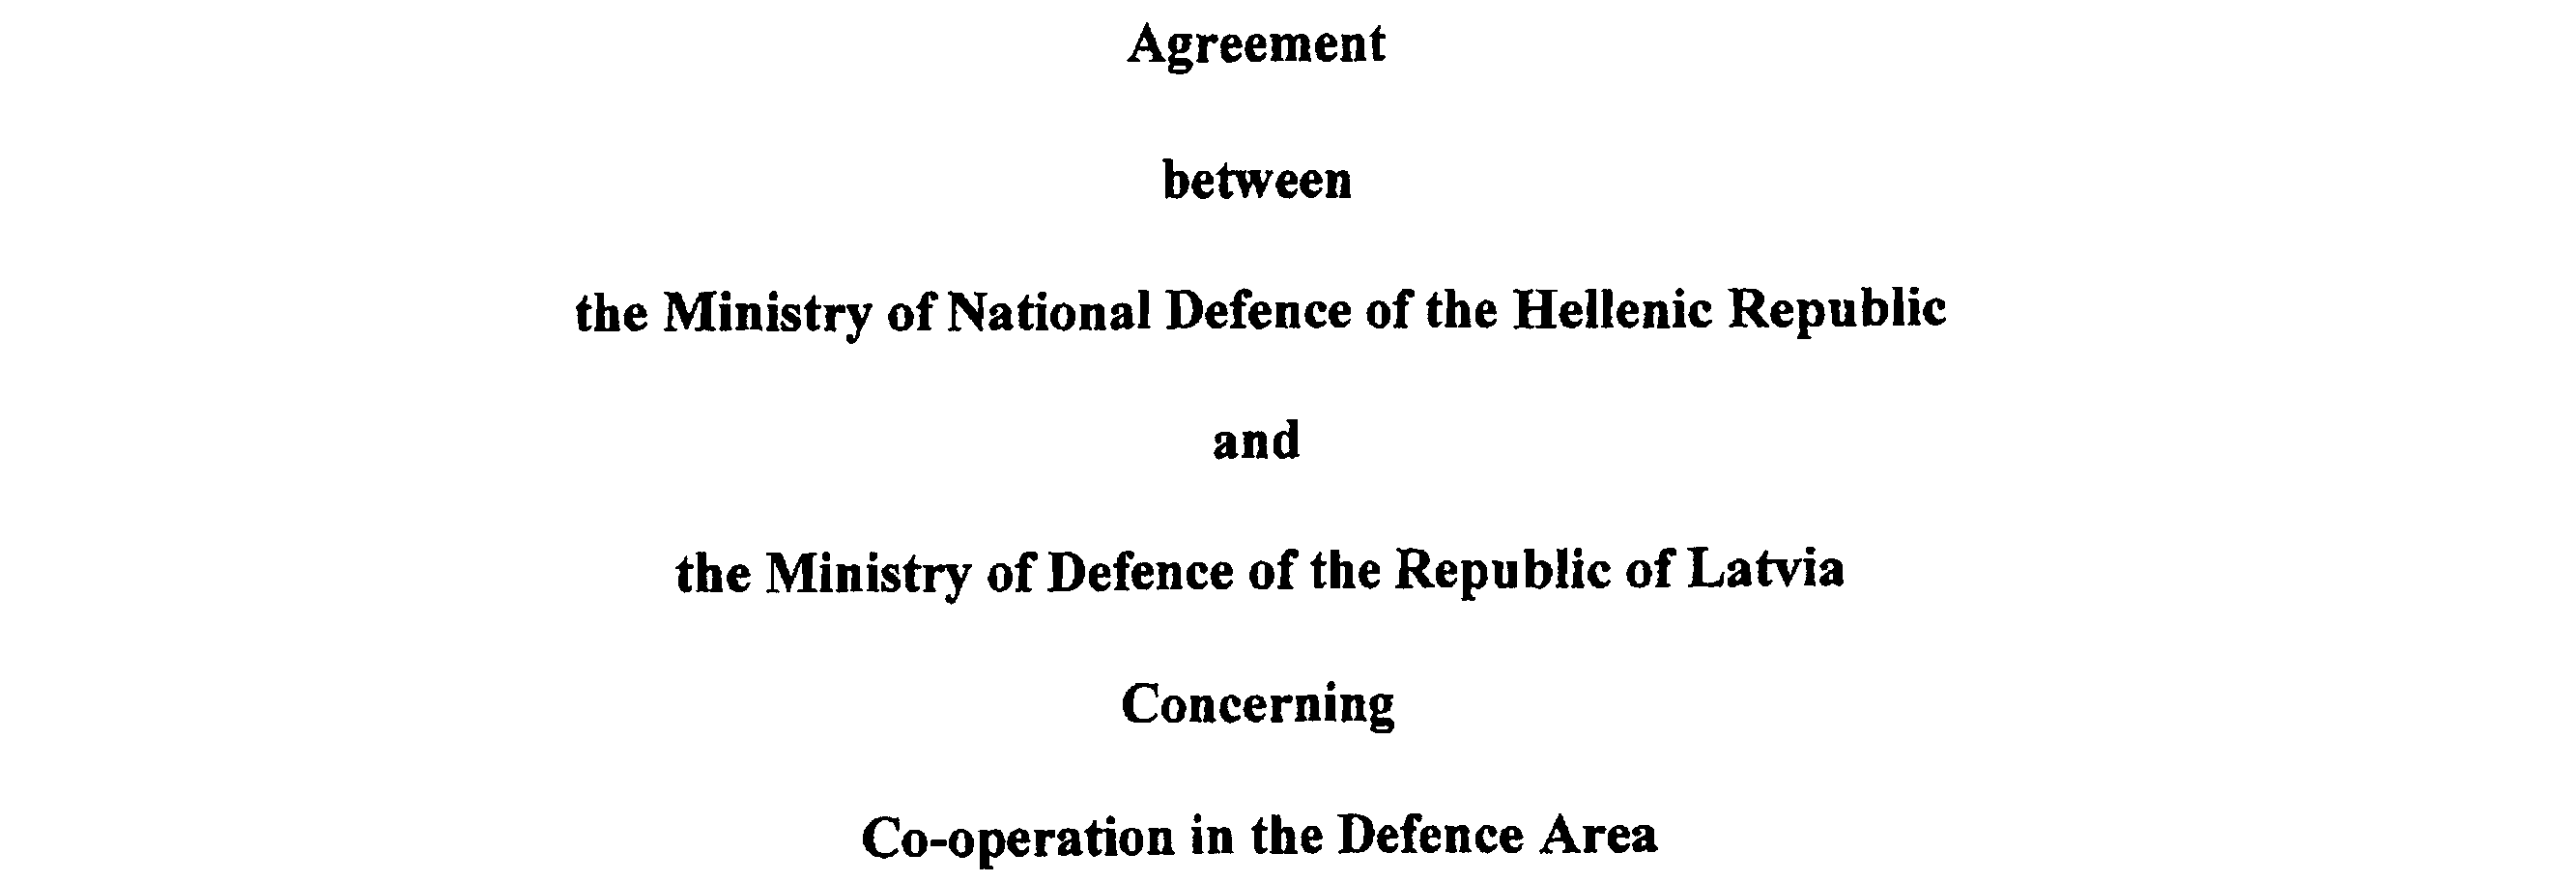 Agreement
between
the Ministry of National Defence of the Hellenic Republic
and
the Ministry of Defence of the Republic of Latvia
Concerning
Co-operation in the Defence Area